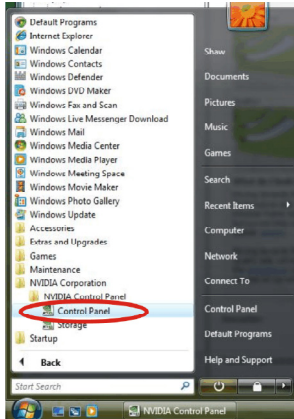 Default Programs
Internet Explorer
Windows Calendar
Windows Contacts
Windows Defender
Windows DVD Maker
Windows Fax and Scan
Windows Live Messenger Download
Windows Mail
Windows Media Center
Windows Media Player
Windows Meeting Space
Windows Movie Maker
Windows Photo Gallery
Windows Update
Accessories
Extras and Upgrades
Games
Maintenance
NVIDIA Corporation
NVIDIA Control Panel
Control Panel
Storage
Startup
Back
Start Search
Shaw
Documents
Pictures
Music
Games
Search
Recent Items
Computer
Network
Connect To
Control Panel
Default Programs
Help and Support
NVIDIA Control Panel